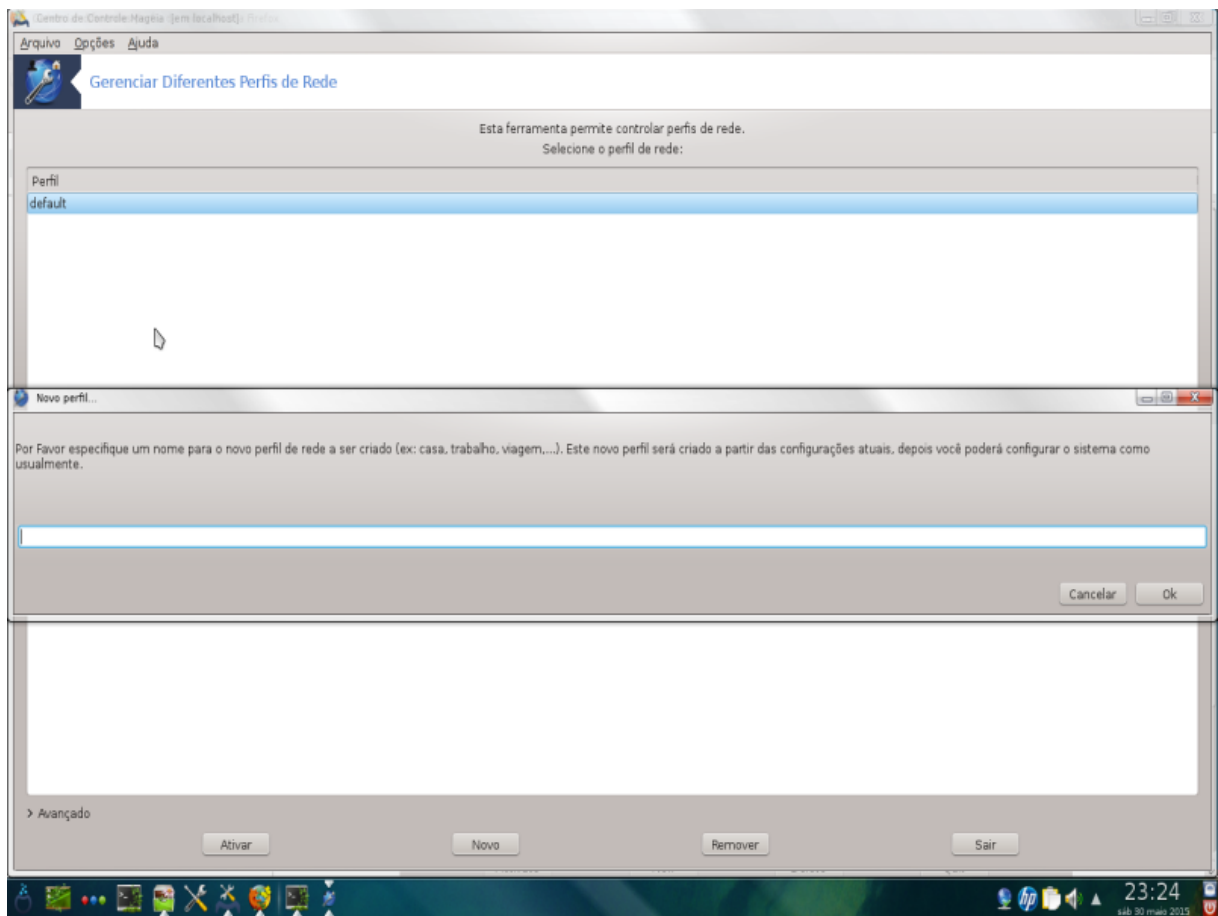 Centro de Controle Mageia [em localhost]
Arquivo Opções Ajuda
Gerenciar Diferentes Perfis de Rede
Esta ferramenta permite controlar perfis de rede.
Selecione o perfil de rede:
Perfil
default
Novo perfil...
Por Favor especifique um nome para o novo perfil de rede a ser criado (ex: casa, trabalho, viagem,...). Este novo perfil será criado a partir das configurações atuais, depois você poderá configurar o sistema como
usualmente.
Cancelar Ok
> Avançado
Ativar Novo Remover Sair
hp
23:24
sáb 30 maio 2015